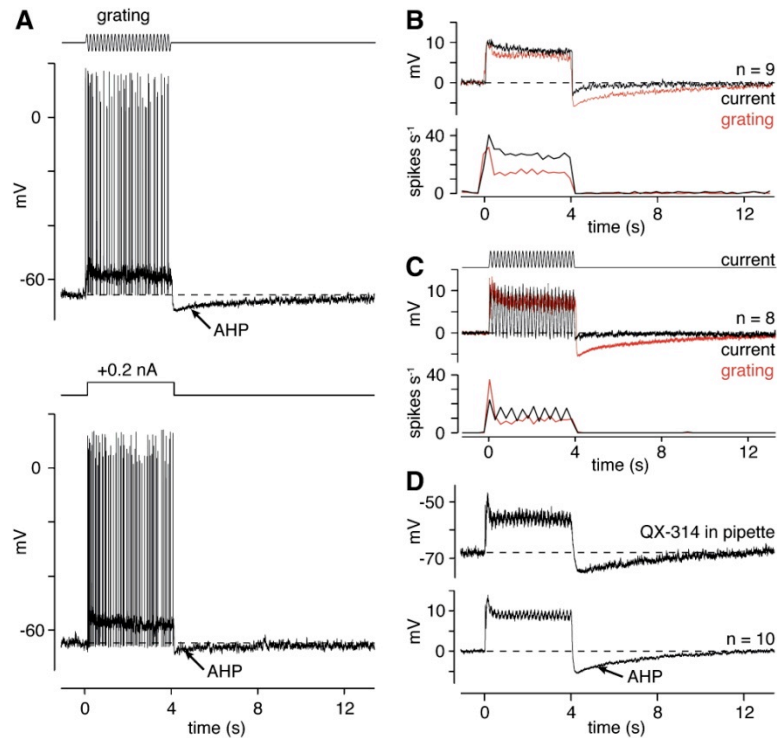 A
grating
0
mV
-60
AHP
+0.2 nA
0
mV
-60
AHP
0 4 8 12
time (s)
B
10
mV
0
n = 9
current
grating
40
spikes s⁻¹
20
0
0 4 8 12
time (s)
C
current
10
mV
0
n = 8
current
grating
40
spikes s⁻¹
20
0
0 4 8 12
time (s)
D
-50
mV
QX-314 in pipette
-70
10
mV
n = 10
0
AHP
0 4 8 12
time (s)